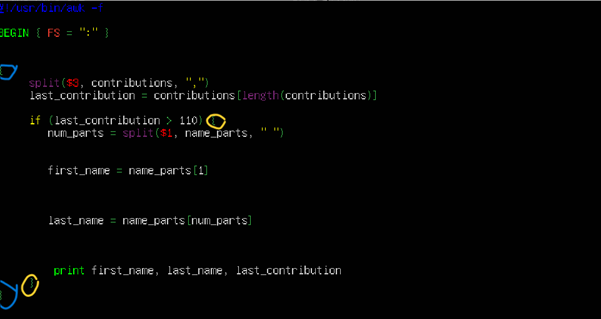 #!/usr/bin/awk -f
BEGIN { FS = ":" }
{
split($3, contributions, ",")
last_contribution = contributions[length(contributions)]
if (last_contribution > 110) {
num_parts = split($1, name_parts, " ")
first_name = name_parts[1]
last_name = name_parts[num_parts]
print first_name, last_name, last_contribution
}
}